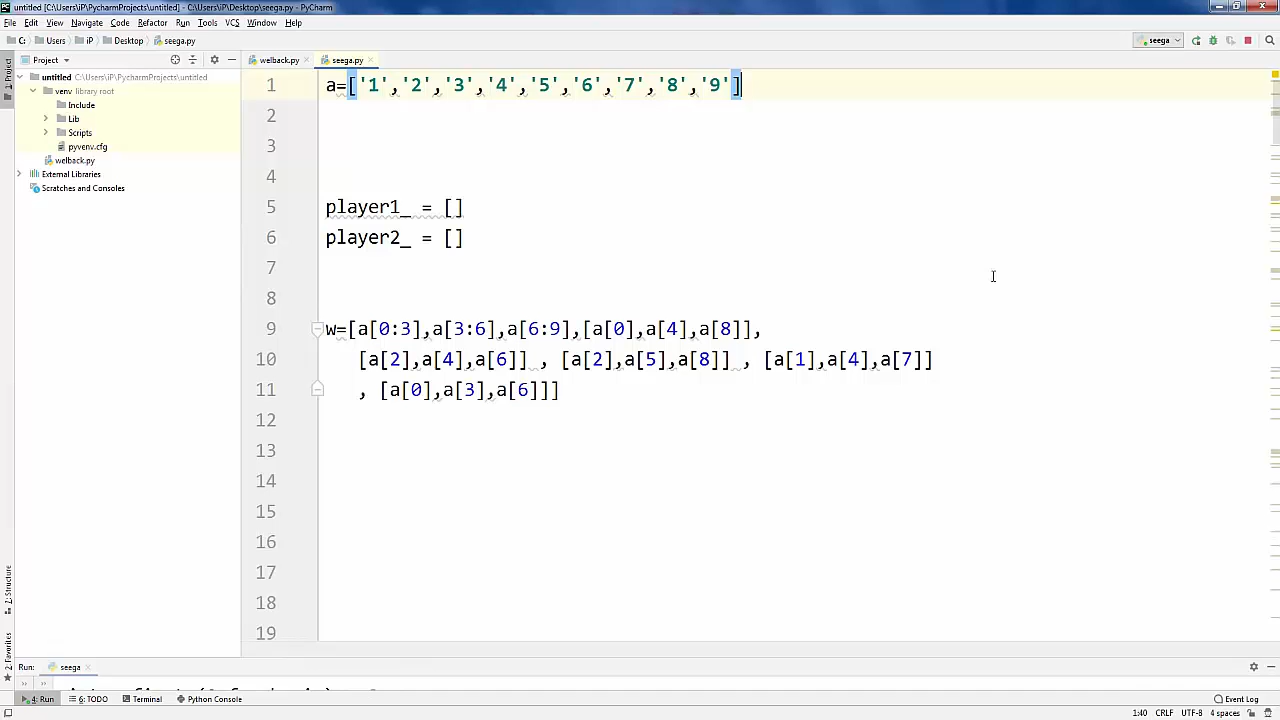 untitled [C:\Users\iP\PycharmProjects\untitled] - C:\Users\iP\Desktop\seega.py - PyCharm
File Edit View Navigate Code Refactor Run Tools VCS Window Help
C: Users iP Desktop seega.py
seega
Project
welback.py
seega.py
1: Project
untitled C:\Users\iP\PycharmProjects\untitled
venv library root
Include
Lib
Scripts
pyvenv.cfg
welback.py
External Libraries
Scratches and Consoles
1 a=['1','2','3','4','5','6','7','8','9']
2
3
4
5 player1_ = []
6 player2_ = []
7
8
9 w=[a[0:3],a[3:6],a[6:9],[a[0],a[4],a[8]],
10 [a[2],a[4],a[6]] , [a[2],a[5],a[8]] , [a[1],a[4],a[7]]
11 , [a[0],a[3],a[6]]]
12
13
14
15
16
17
18
19
7: Structure
2: Favorites
Run: seega
4: Run 6: TODO Terminal Python Console Event Log
1:40 CRLF UTF-8 4 spaces